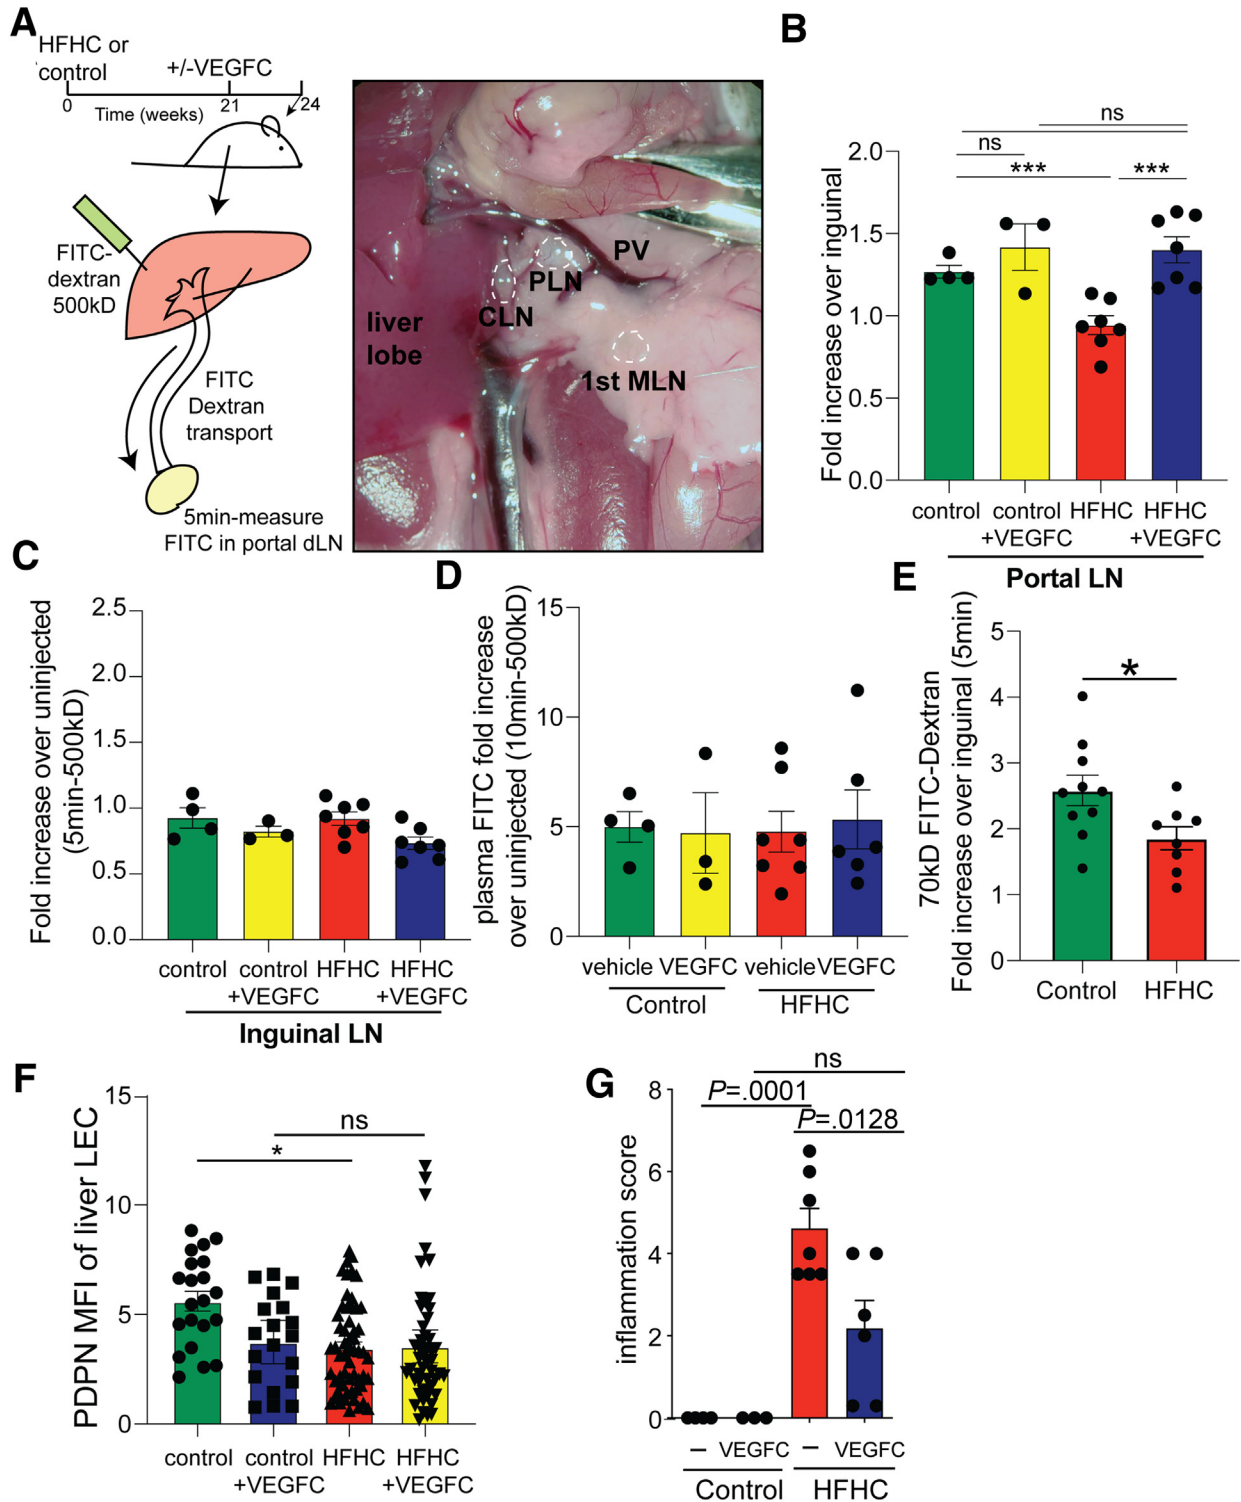 A
HFHC or
control
+/-VEGFC
0
Time (weeks)
21
24
FITC-
dextran
500kD
FITC
Dextran
transport
5min-measure
FITC in portal dLN
liver
lobe
CLN
PLN
PV
1st MLN
B
Fold increase over inguinal
2.0
1.5
1.0
0.5
0.0
ns
ns
***
***
control
control
+VEGFC
HFHC
HFHC
+VEGFC
Portal LN
C
Fold increase over uninjected
(5min-500kD)
2.5
2.0
1.5
1.0
0.5
0.0
control
control
+VEGFC
HFHC
HFHC
+VEGFC
Inguinal LN
D
plasma FITC fold increase
over uninjected (10min-500kD)
15
10
5
0
vehicle
VEGFC
vehicle
VEGFC
Control
HFHC
E
70kD FITC-Dextran
Fold increase over inguinal (5min)
5
4
3
2
1
0
*
Control
HFHC
F
PDPN MFI of liver LEC
15
10
5
0
ns
*
control
control
+VEGFC
HFHC
HFHC
+VEGFC
G
inflammation score
8
6
4
2
0
ns
P=.0001
P=.0128
–
VEGFC
–
VEGFC
Control
HFHC